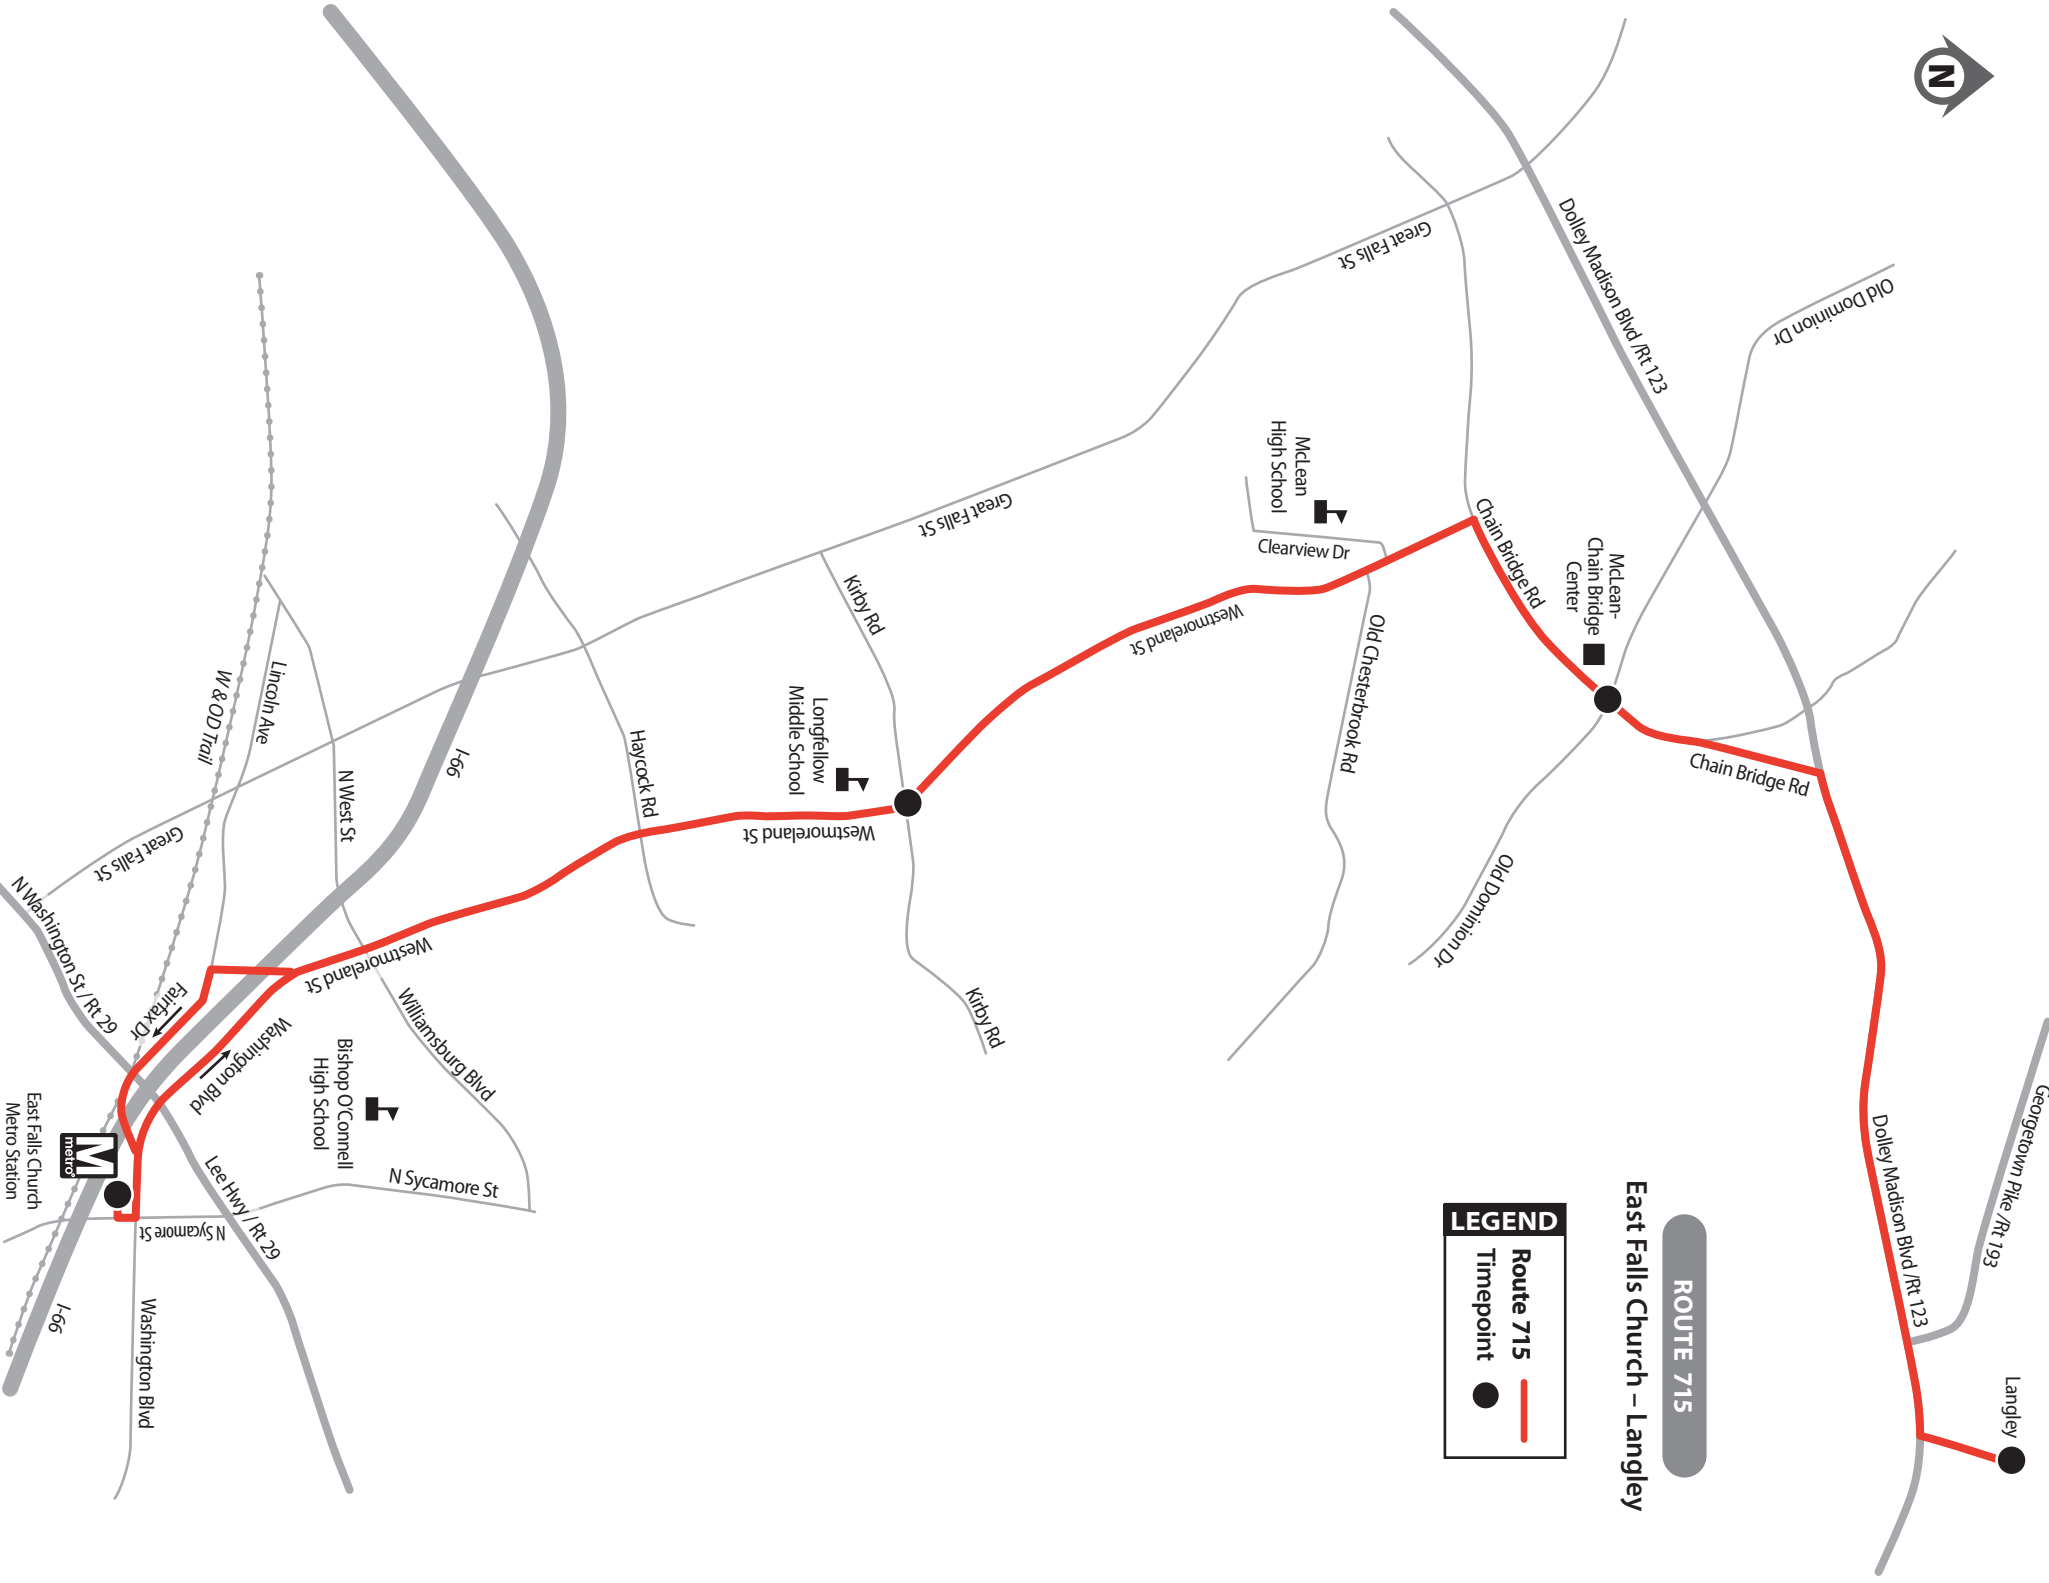 ROUTE 715
East Falls Church – Langley
LEGEND
Route 715
Timepoint
N
Langley
Georgetown Pike /Rt 193
Dolley Madison Blvd /Rt 123
Dolley Madison Blvd /Rt 123
Old Dominion Dr
Chain Bridge Rd
Chain Bridge Rd
McLean-
Chain Bridge
Center
Old Dominion Dr
Great Falls St
McLean
High School
Clearview Dr
Old Chesterbrook Rd
Westmoreland St
Great Falls St
Kirby Rd
Kirby Rd
Longfellow
Middle School
Westmoreland St
Haycock Rd
I-66
N West St
Lincoln Ave
W & OD Trail
Great Falls St
Westmoreland St
Williamsburg Blvd
N Washington St / Rt 29
Fairfax Dr
Washington Blvd
Bishop O'Connell
High School
N Sycamore St
Lee Hwy / Rt 29
N Sycamore St
M
metro
East Falls Church
Metro Station
I-66
Washington Blvd